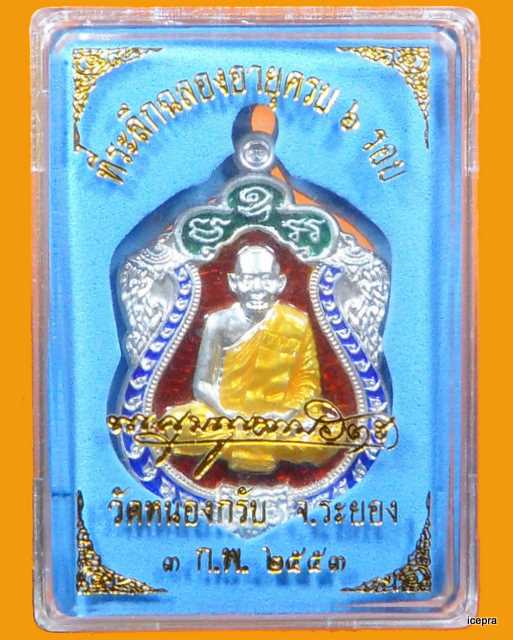 ที่ระลึกฉลองอายุครบ ๖ รอบ
วัดหนองกรับ จ.ระยอง
๓ ก.พ. ๒๕๕๓
icepra